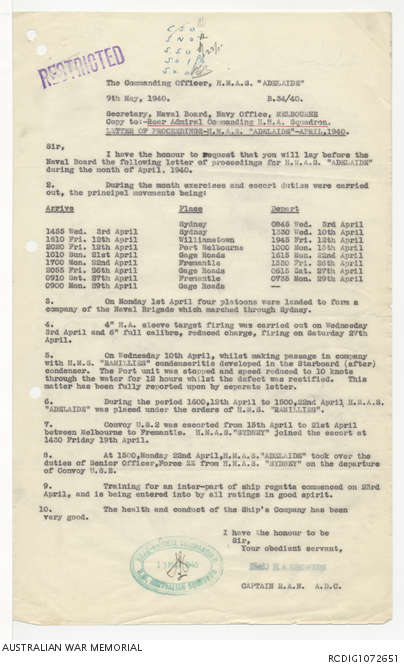 C S O
S N O
S S O
S O I
S A O
RESTRICTED
The Commanding Officer, H.M.A.S. "ADELAIDE"
9th May, 1940. B.34/40.
Secretary, Naval Board, Navy Office, MELBOURNE
Copy to:- Rear Admiral Commanding H.M.A. Squadron.
LETTER OF PROCEEDINGS-H.M.A.S. "ADELAIDE"-APRIL,1940.
Sir,
I have the honour to request that you will lay before the
Naval Board the following letter of proceedings for H.M.A.S "ADELAIDE"
during the month of April, 1940.
2. During the month exercises and escort duties were carried
out, the principal movements being:
Arrive Place Depart
Sydney 0845 Wed. 3rd April
1455 Wed. 3rd April Sydney 1330 Wed. 10th April
1610 Fri. 12th April Williamstown 1945 Fri. 12th April
2020 Fri. 12th April Port Melbourne 1000 Mon. 15th April
1610 Sun. 21st April Gage Roads 1615 Mon. 22nd April
1700 Mon. 22nd April Fremantle 1330 Fri. 26th April
2055 Fri. 26th April Gage Roads 0615 Sat. 27th April
0910 Sat. 27th April Fremantle 0735 Mon. 29th April
0900 Mon. 29th April Gage Roads —
3. On Monday 1st April four platoons were landed to form a
company of the Naval Brigade which marched through Sydney.
4. 4" H.A. sleeve target firing was carried out on Wednesday
3rd April and 6" full calibre, reduced charge, firing on Saturday 27th
April.
5. On Wednesday 10th April, whilst making passage in company
with H.M.S. "RAMILLIES" condenseritis developed in the Starboard (after)
condenser. The Port unit was stopped and speed reduced to 10 knots
through the water for 12 hours whilst the defect was rectified. This
matter has been fully reported upon by separate letter.
6. During the period 1600,12th April to 1500,22nd April H.M.A.S.
"ADELAIDE" was placed under the orders of H.M.S. "RAMILLIES".
7. Convoy U.S.2 was escorted from 15th April to 21st April
between Melbourne to Fremantle. H.M.A.S."SYDNEY" joined the escort at
1430 Friday 19th April.
8. At 1500,Monday 22nd April,H.M.A.S."ADELAIDE" took over the
duties of Senior Officer,Force ZZ from H.M.A.S "SYDNEY" on the departure
of Convoy U.S.2.
9. Training for an inter-part of ship regatta commenced on 23rd
April, and is being entered into by all ratings in good spirit.
10. The health and conduct of the Ship's Company has been
very good.
I have the honour to be
Sir,
Your obedient servant,
CAPTAIN R.A.N. A.D.C.
AUSTRALIAN WAR MEMORIAL
RCDIG1072651